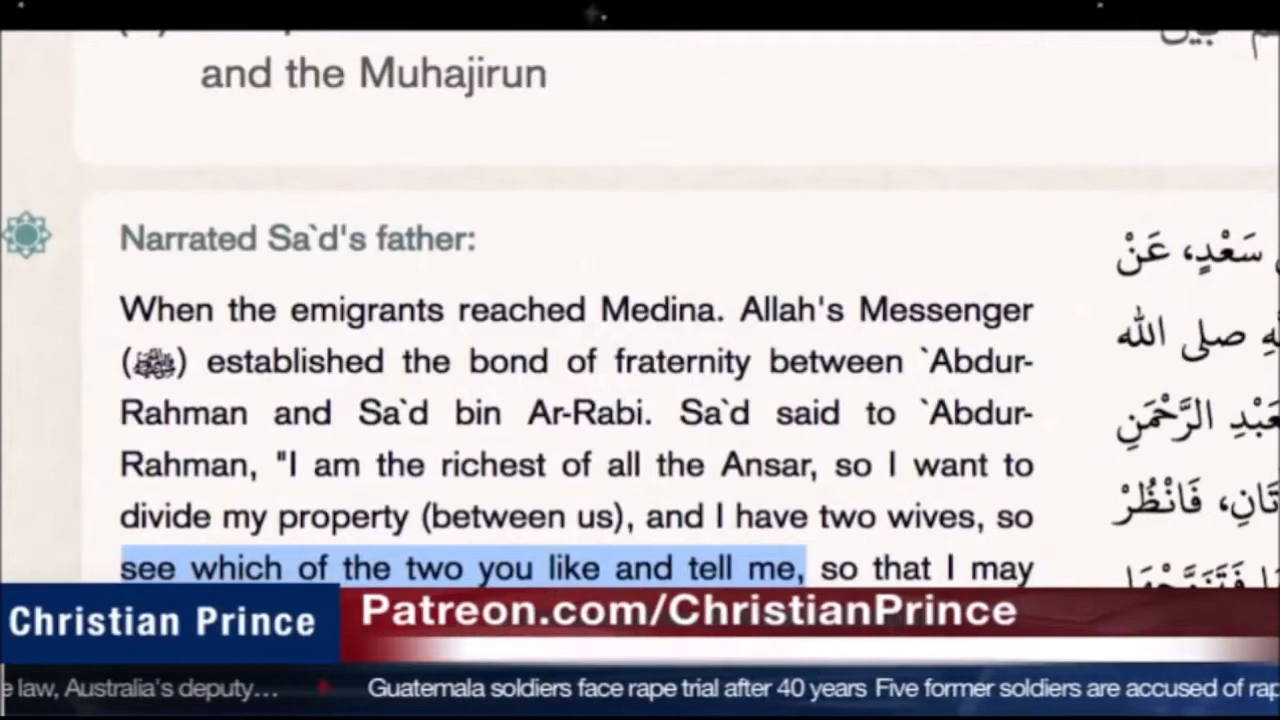 and the Muhajirun
Narrated Sa`d's father:
When the emigrants reached Medina. Allah's Messenger
(ﷺ) established the bond of fraternity between `Abdur-
Rahman and Sa`d bin Ar-Rabi. Sa`d said to `Abdur-
Rahman, "I am the richest of all the Ansar, so I want to
divide my property (between us), and I have two wives, so
see which of the two you like and tell me, so that I may
سَعْدٍ، عَنْ
صلى الله
الرَّحْمَنِ
فَانْظُرْ
Christian Prince
Patreon.com/ChristianPrince
e law, Australia's deputy... Guatemala soldiers face rape trial after 40 years Five former soldiers are accused of rap